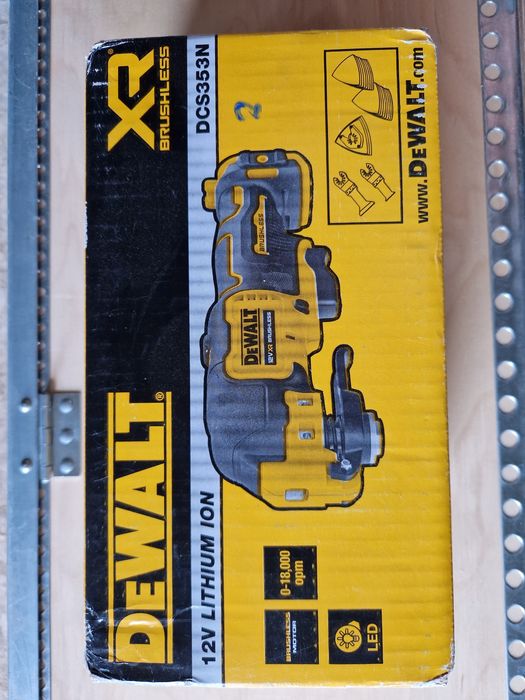 DEWALT®
XR®
BRUSHLESS
12V LITHIUM ION
DCS353N
2
BRUSHLESS
DEWALT
12V XR BRUSHLESS
BRUSHLESS
MOTOR
0-18,000
opm
LED
www.DEWALT.com